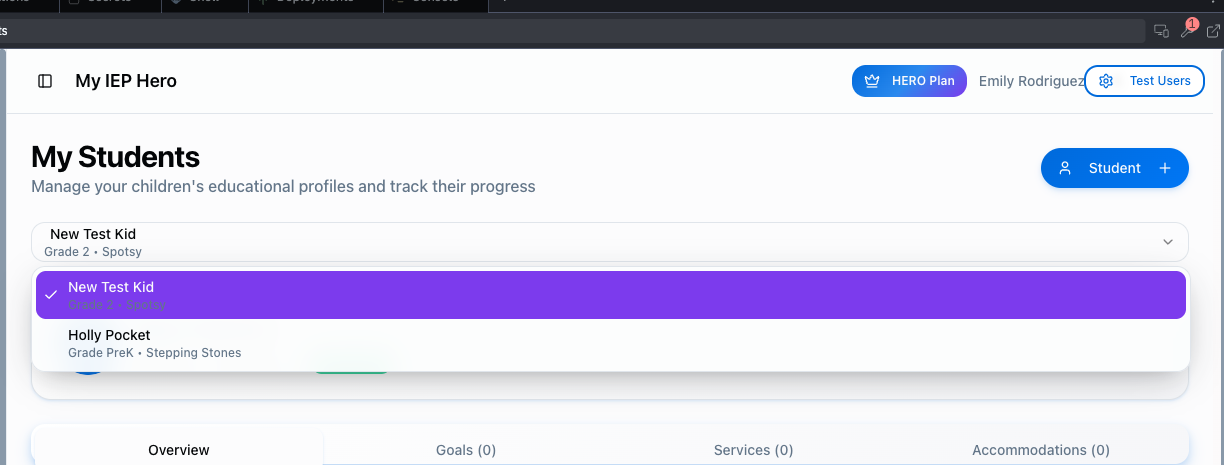 ts
1
My IEP Hero
HERO Plan
Emily Rodriguez
Test Users
My Students
Manage your children's educational profiles and track their progress
Student
New Test Kid
Grade 2 • Spotsy
New Test Kid
Grade 2 • Spotsy
Holly Pocket
Grade PreK • Stepping Stones
Overview
Goals (0)
Services (0)
Accommodations (0)